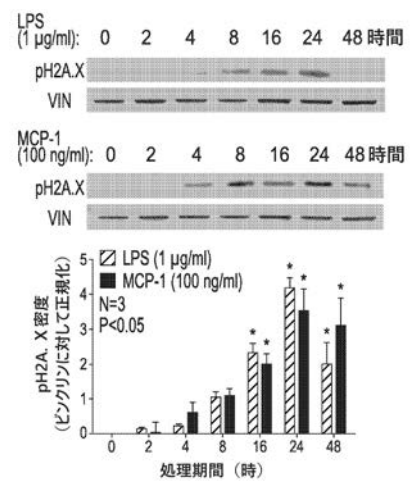 LPS
(1 µg/ml): 0 2 4 8 16 24 48 時間
pH2A.X
VIN
MCP-1
(100 ng/ml): 0 2 4 8 16 24 48 時間
pH2A.X
VIN
LPS (1 µg/ml)
MCP-1 (100 ng/ml)
N=3
P<0.05
pH2A. X 密度
(ビンクリンに対して正規化)
5
4
3
2
1
0
* * * * * *
0 2 4 8 16 24 48
処理期間 (時)